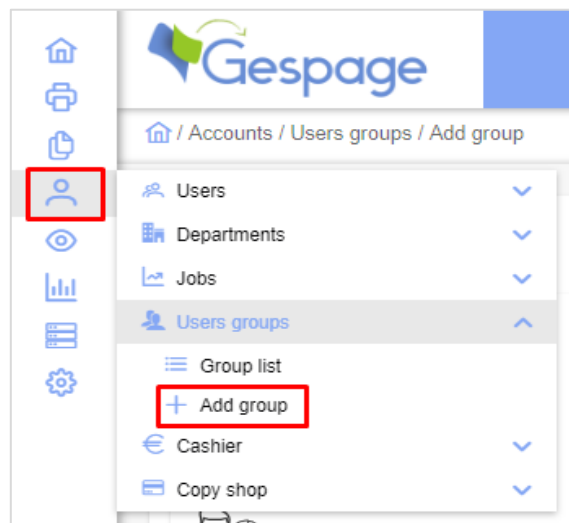 Gespage
/ Accounts / Users groups / Add group
Users
Departments
Jobs
Users groups
Group list
Add group
Cashier
Copy shop